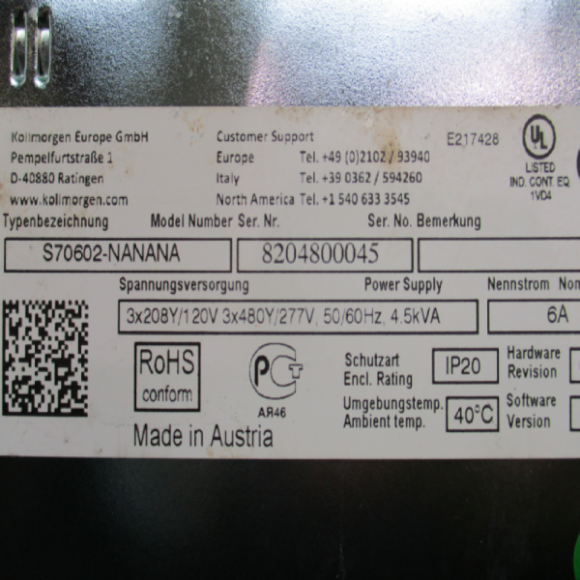 Kollmorgen Europe GmbH
Pempelfurtstraße 1
D-40880 Ratingen
www.kollmorgen.com
Customer Support
Europe Tel. +49 (0)2102 / 93940
Italy Tel. +39 0362 / 594260
North America Tel. +1 540 633 3545
E217428
UL
LISTED
IND. CONT. EQ.
1VD4
Typenbezeichnung Model Number Ser. Nr. Ser. No. Bemerkung
S70602-NANANA 8204800045
Spannungsversorgung Power Supply Nennstrom Nom
3x208Y/120V 3x480Y/277V, 50/60Hz, 4.5kVA 6A
RoHS
conform
PCT
АЯ46
Schutzart
Encl. Rating
IP20
Hardware
Revision
Umgebungstemp.
Ambient temp.
40°C
Software
Version
Made in Austria